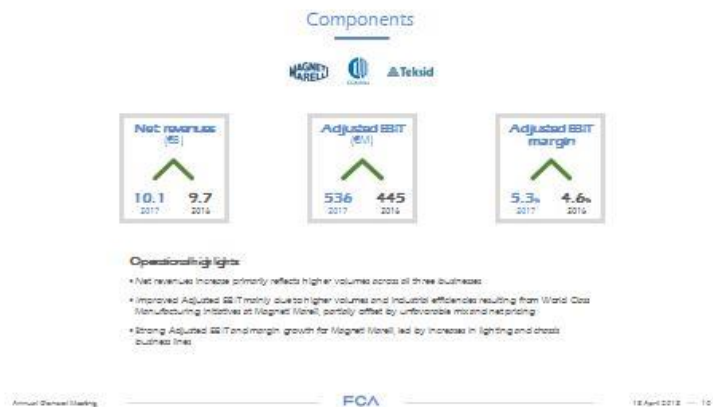 Components
MAGNETI
MARELLI
Teksid
Net revenues
(€B)
10.1 9.7
2017 2016
Adjusted EBIT
(€M)
536 445
2017 2016
Adjusted EBIT
margin
5.3% 4.6%
2017 2016
Operational highlights
• Net revenues increase primarily reflects higher volumes across all three businesses
• Improved Adjusted EBIT mainly due to higher volumes and industrial efficiencies resulting from World Class
Manufacturing initiatives at Magneti Marelli, partially offset by unfavorable mix and net pricing
• Strong Adjusted EBIT and margin growth for Magneti Marelli, led by increases in lighting and chassis
business lines
Annual General Meeting
FCA
13 April 2018 — 10